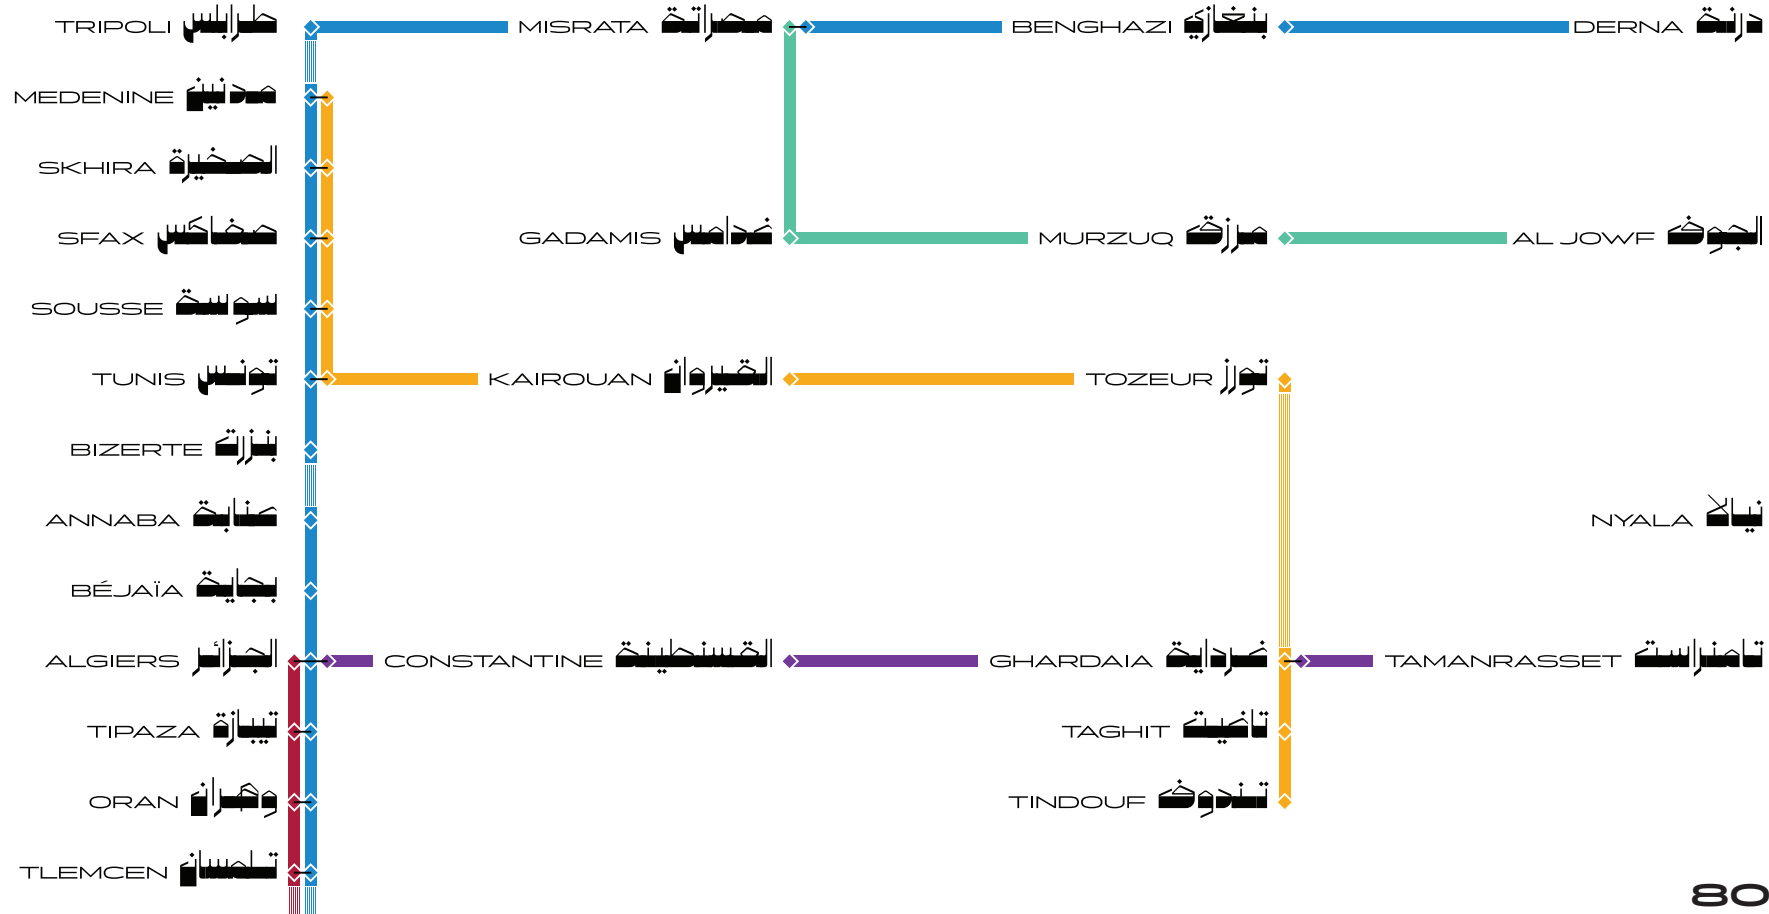 TRIPOLI طرابلس MISRATA مصراتة BENGHAZI بنغازي DERNA درنة
MEDENINE مدنين
SKHIRA الصخيرة
SFAX صفاكس GADAMIS غدامس MURZUQ مرزق AL JOWF الجوف
SOUSSE سوسة
TUNIS تونس KAIROUAN القيروان TOZEUR توزر
BIZERTE بنزرت
ANNABA عنابة NYALA نيالا
BÉJAÏA بجاية
ALGIERS الجزائر CONSTANTINE القسنطينة GHARDAIA غرداية TAMANRASSET تامنراست
TIPAZA تيبازة TAGHIT تاغيت
ORAN وهران TINDOUF تندوف
TLEMCEN تلمسان
80